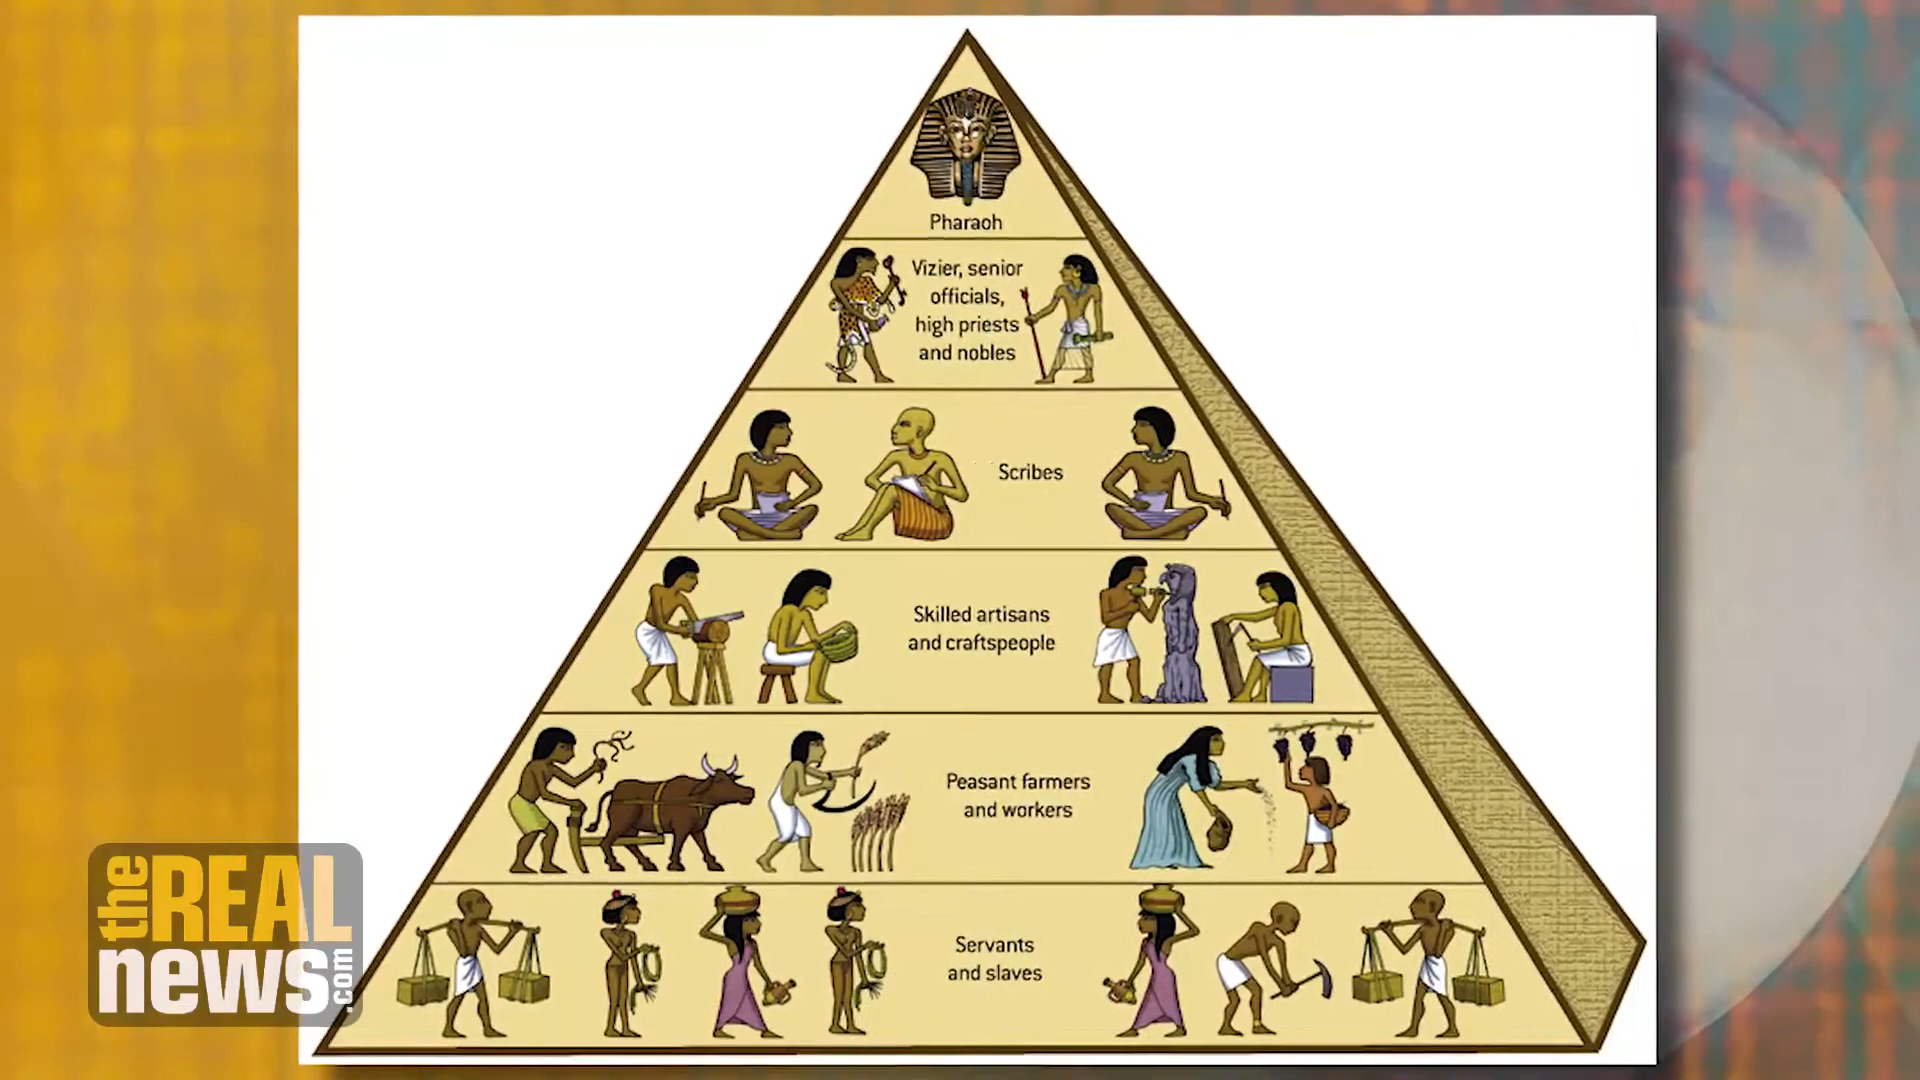 Pharaoh
Vizier, senior
officials,
high priests
and nobles
Scribes
Skilled artisans
and craftspeople
Peasant farmers
and workers
Servants
and slaves
the REAL
news.com